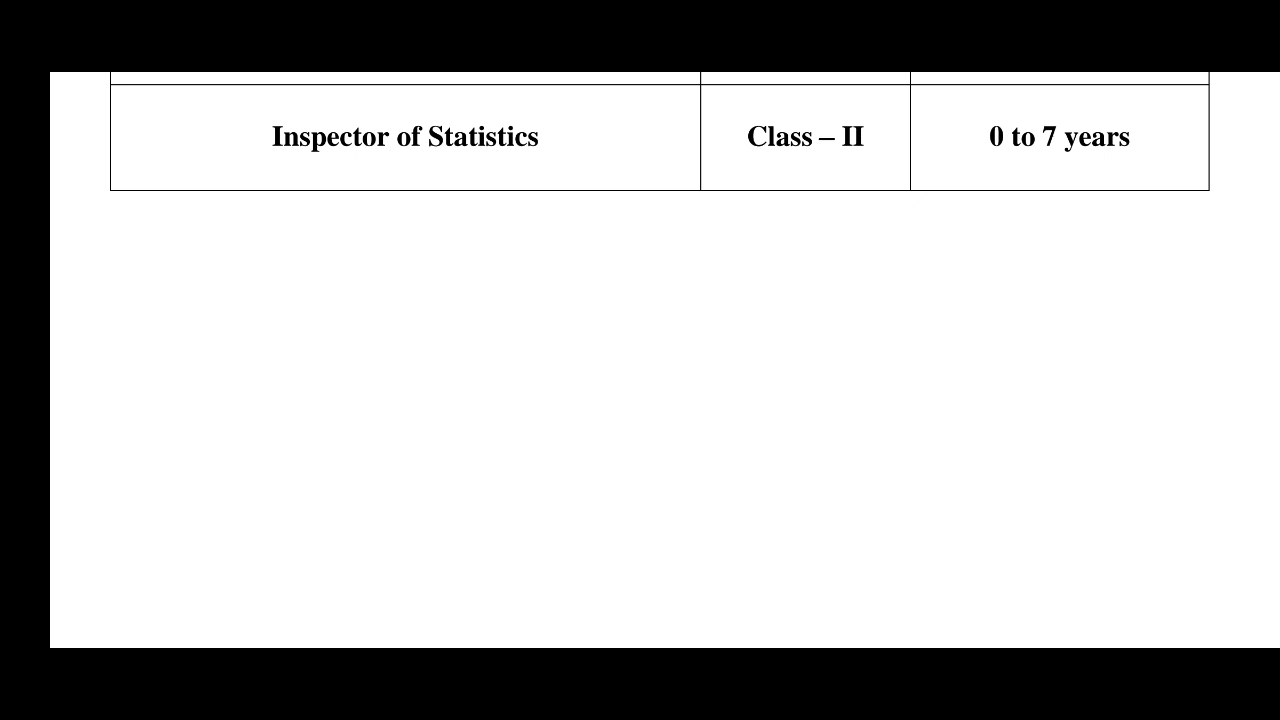 Inspector of Statistics Class – II 0 to 7 years